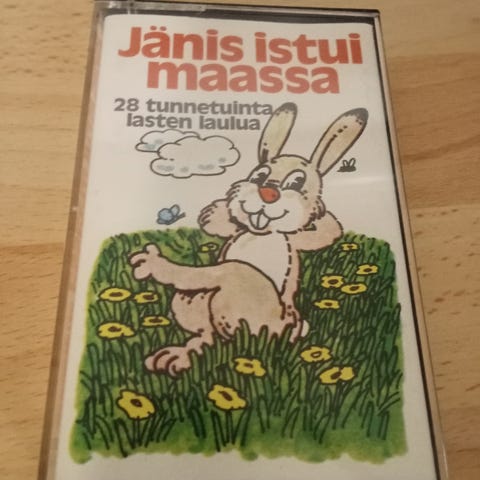 Jänis istui
maassa
28 tunnetuinta
lasten laulua